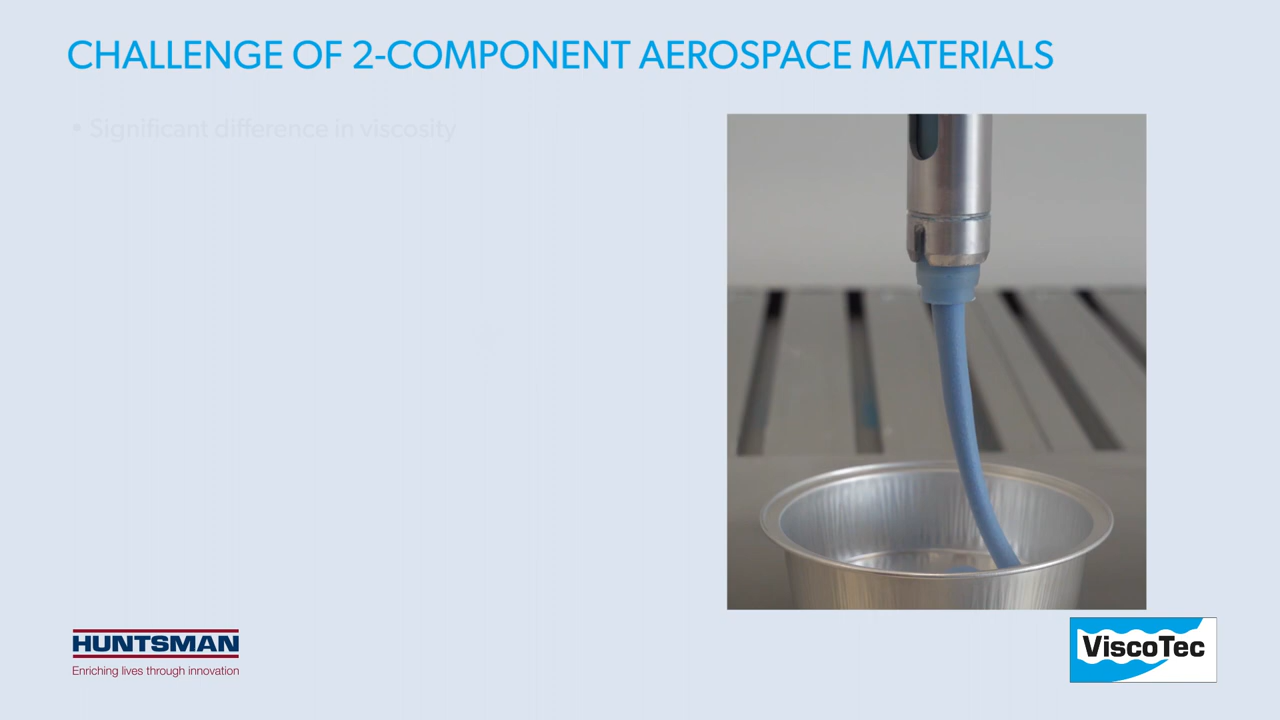 CHALLENGE OF 2-COMPONENT AEROSPACE MATERIALS
▪ Significant difference in viscosity
HUNTSMAN
Enriching lives through innovation
ViscoTec